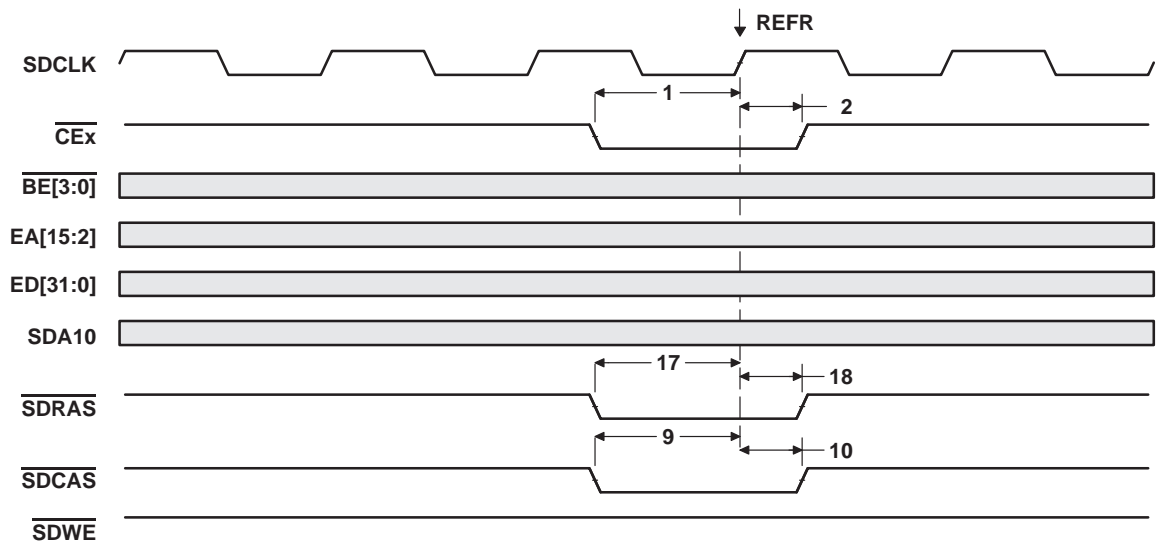 REFR
SDCLK
1
2
CEx
BE[3:0]
EA[15:2]
ED[31:0]
SDA10
17
18
SDRAS
9
10
SDCAS
SDWE